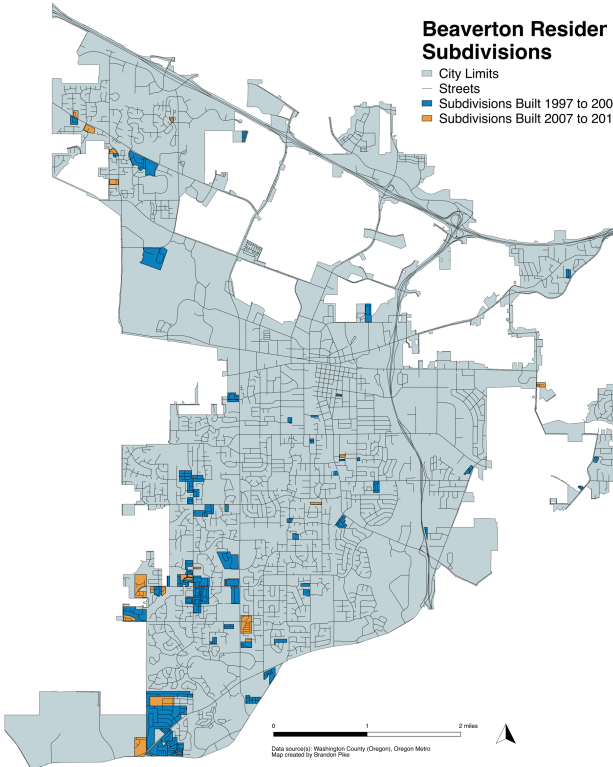 Beaverton Resider
Subdivisions
City Limits
Streets
Subdivisions Built 1997 to 200
Subdivisions Built 2007 to 201
0 1 2 miles
Data source(s): Washington County (Oregon), Oregon Metro
Map created by Brandon Pike